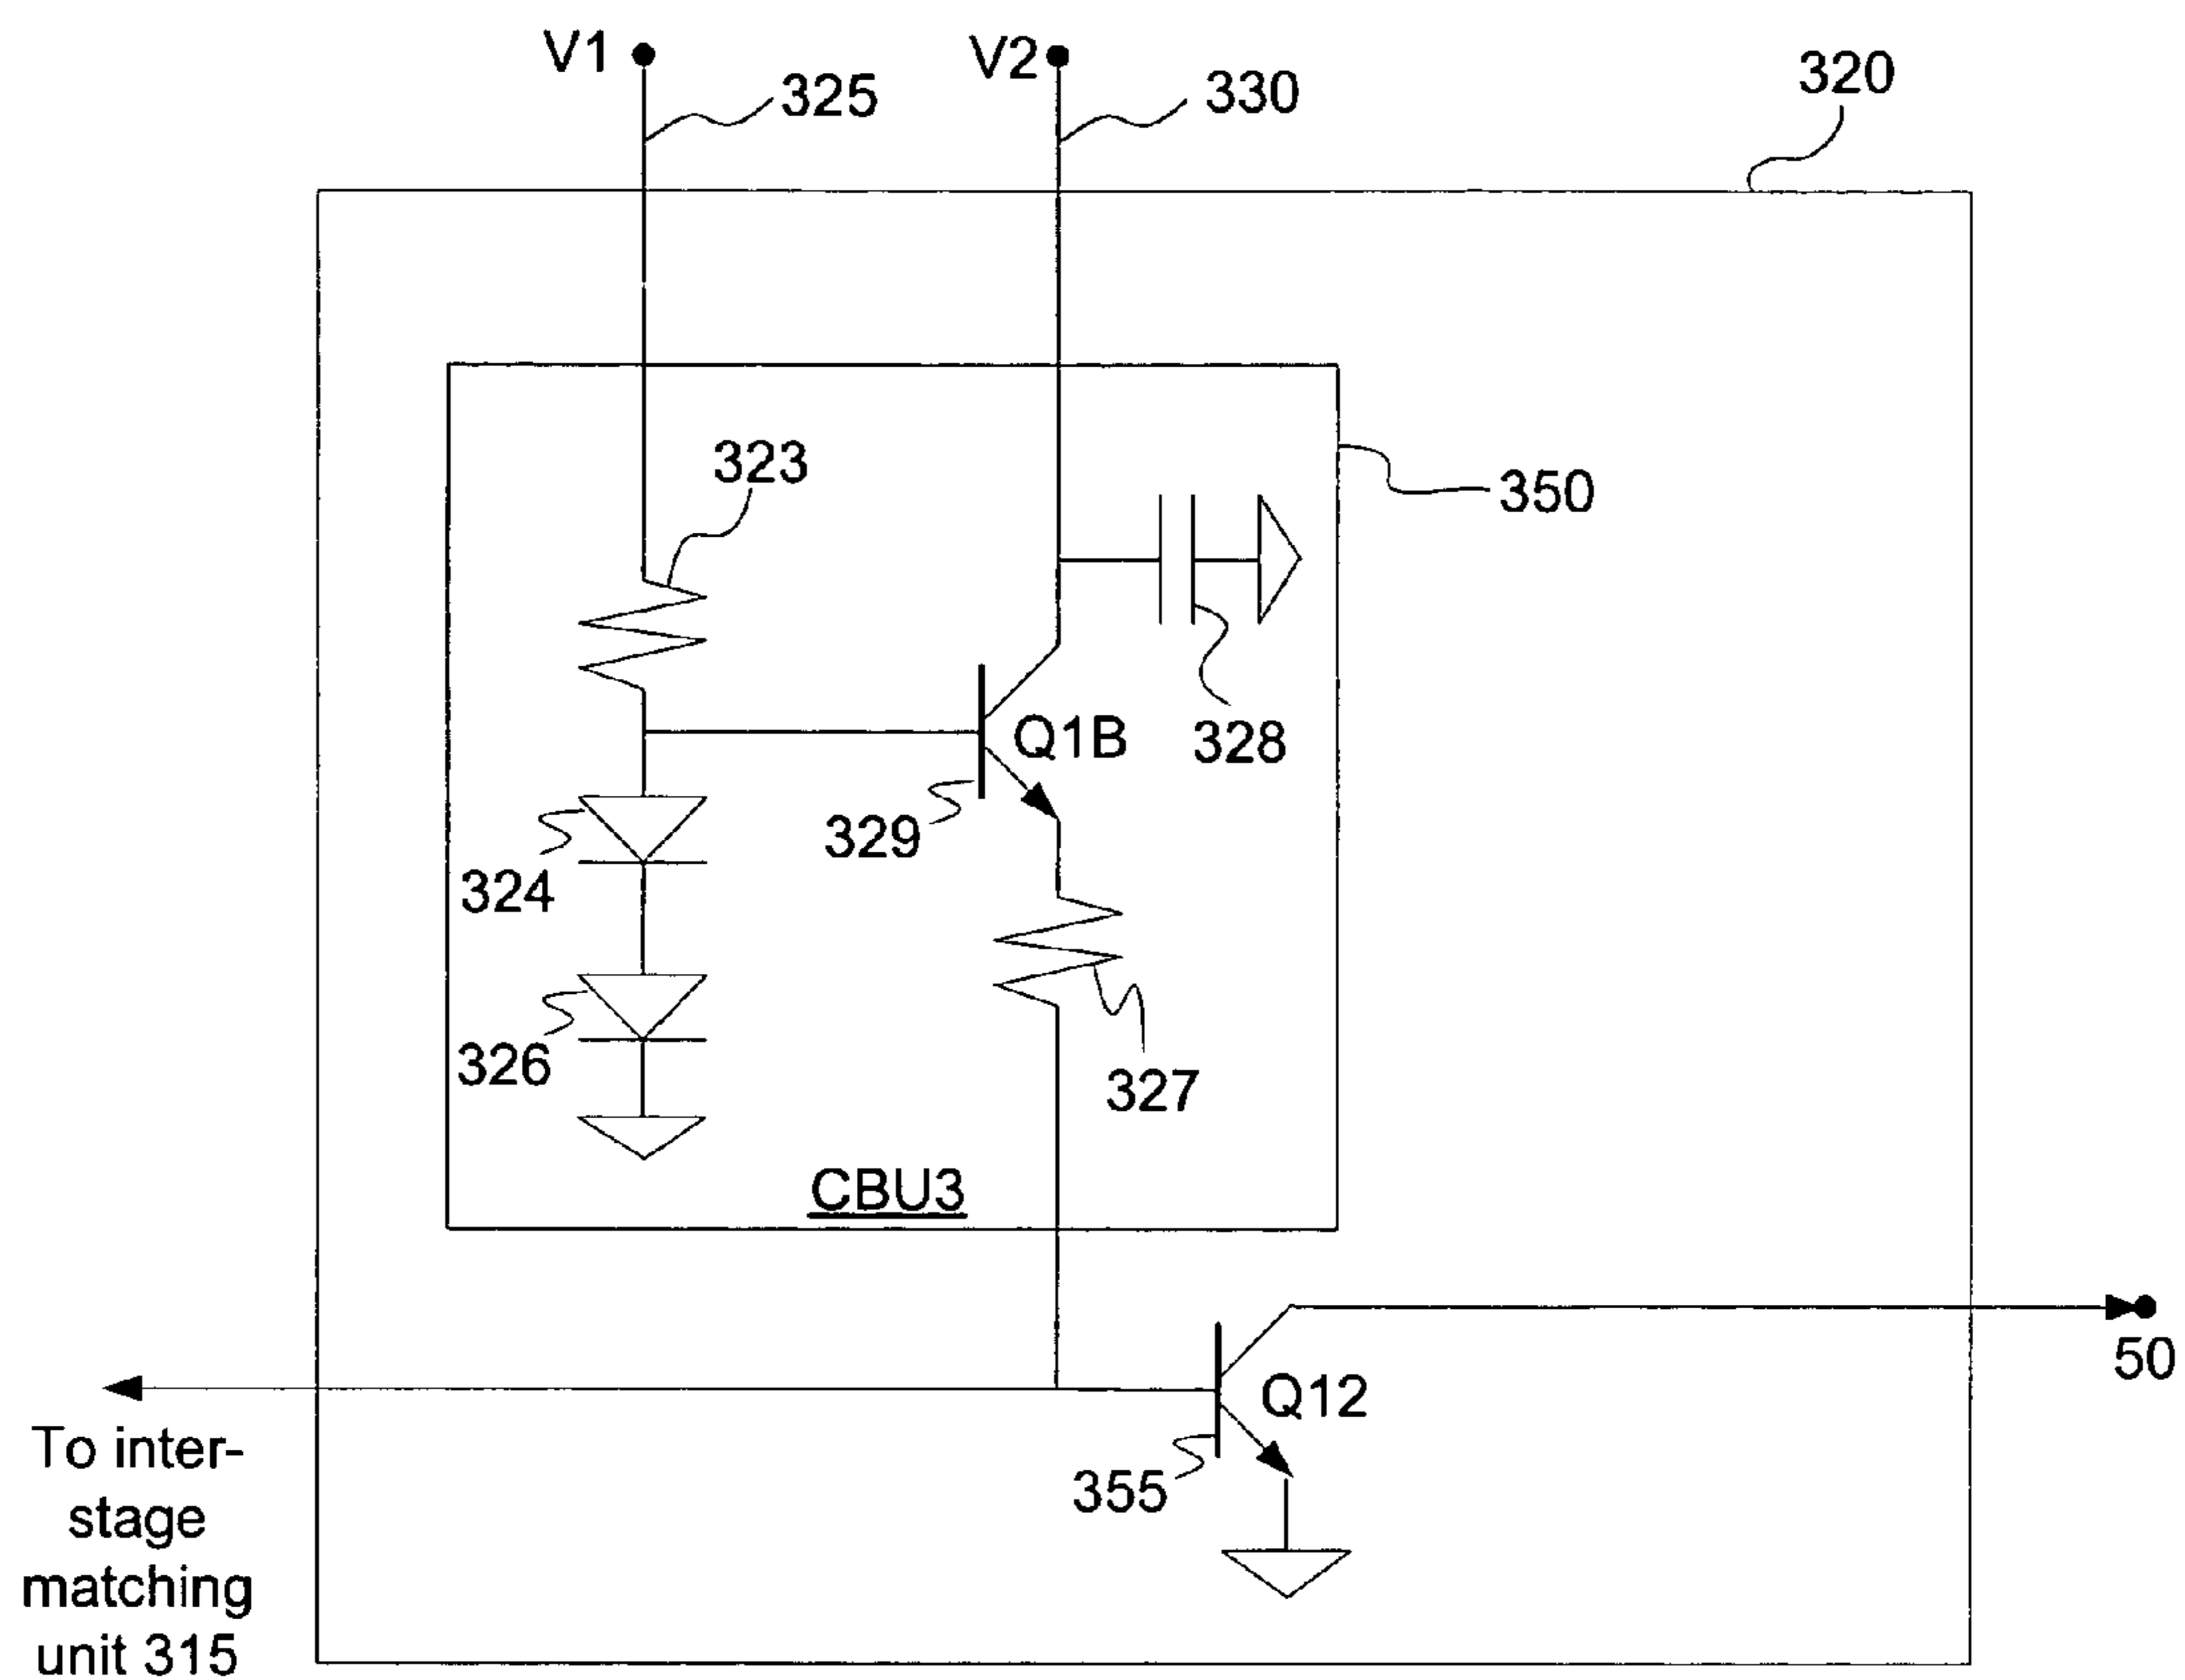 V1
V2
325
330
320
323
350
Q1B
328
329
324
326
327
CBU3
50
Q12
355
To inter-
stage
matching
unit 315